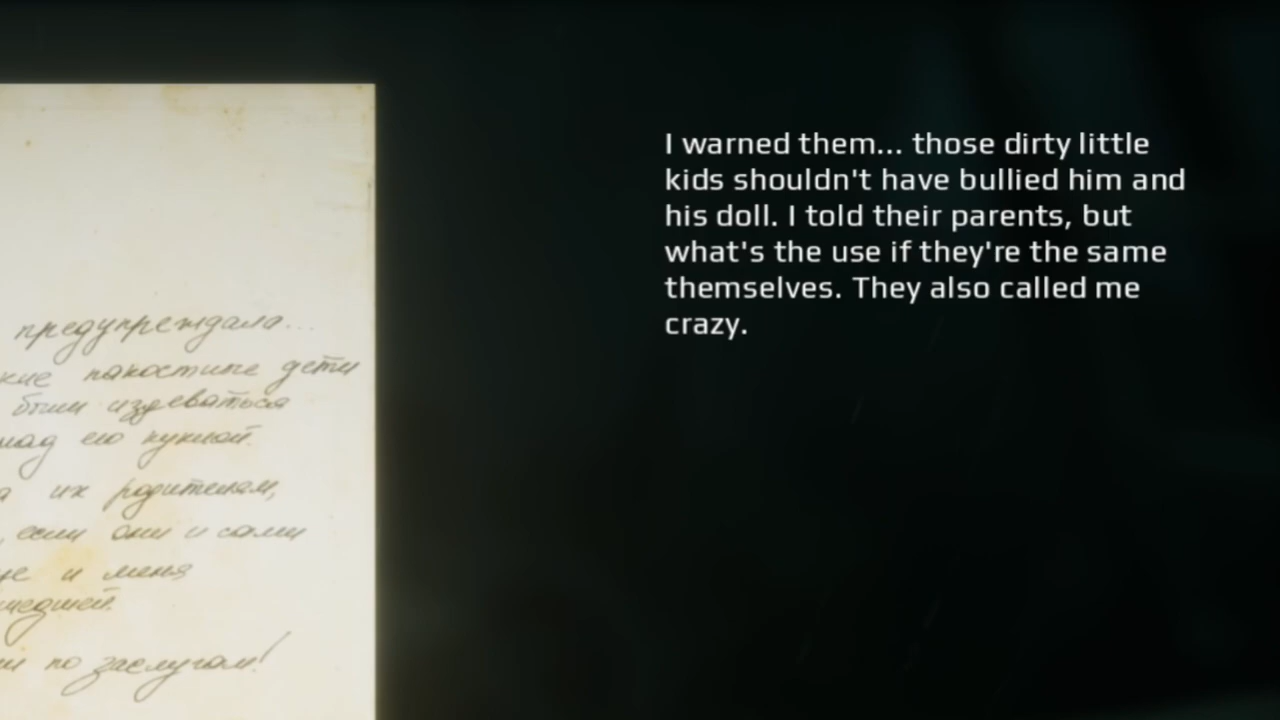 предупреждала...
кие пакостные дети
были издеваться
над его куклой.
а их родителям,
, если они и сами
е и меня
шедшей.
и по заслугам!
I warned them... those dirty little
kids shouldn't have bullied him and
his doll. I told their parents, but
what's the use if they're the same
themselves. They also called me
crazy.